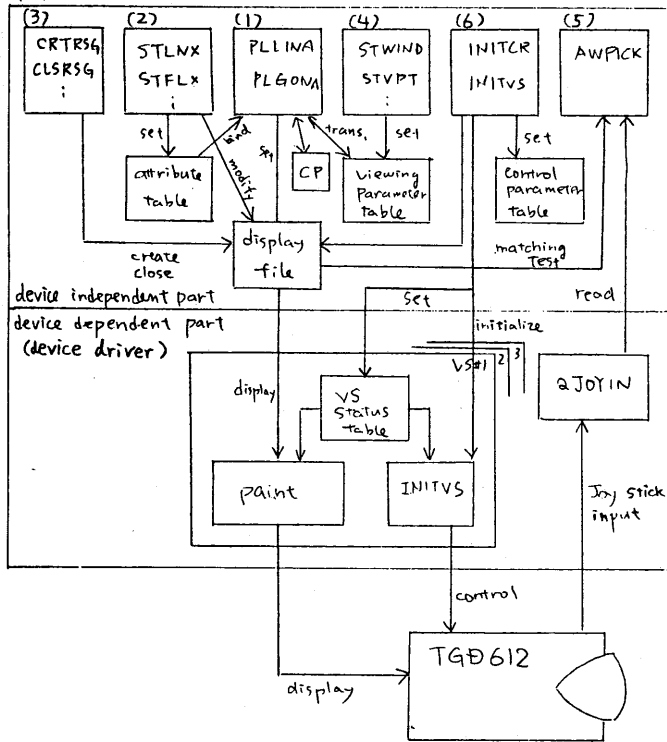 (3) (2) (1) (4) (6) (5)
CRTRSG
CLSRSG
:
STLNX
STFLX
:
PLLINA
PLGONA
STWIND
STVPT
:
INITCR
INITVS
AWPICK
set
bind
modify
set
trans.
set
set
attribute
table
CP
viewing
parameter
table
control
parameter
table
display
file
create
close
matching
Test
device independent part
set
read
device dependent part
(device driver)
initialize
VS#1 2 3
display
VS
Status
table
2JOYIN
paint
INITVS
Joy stick
input
control
TGD612
display